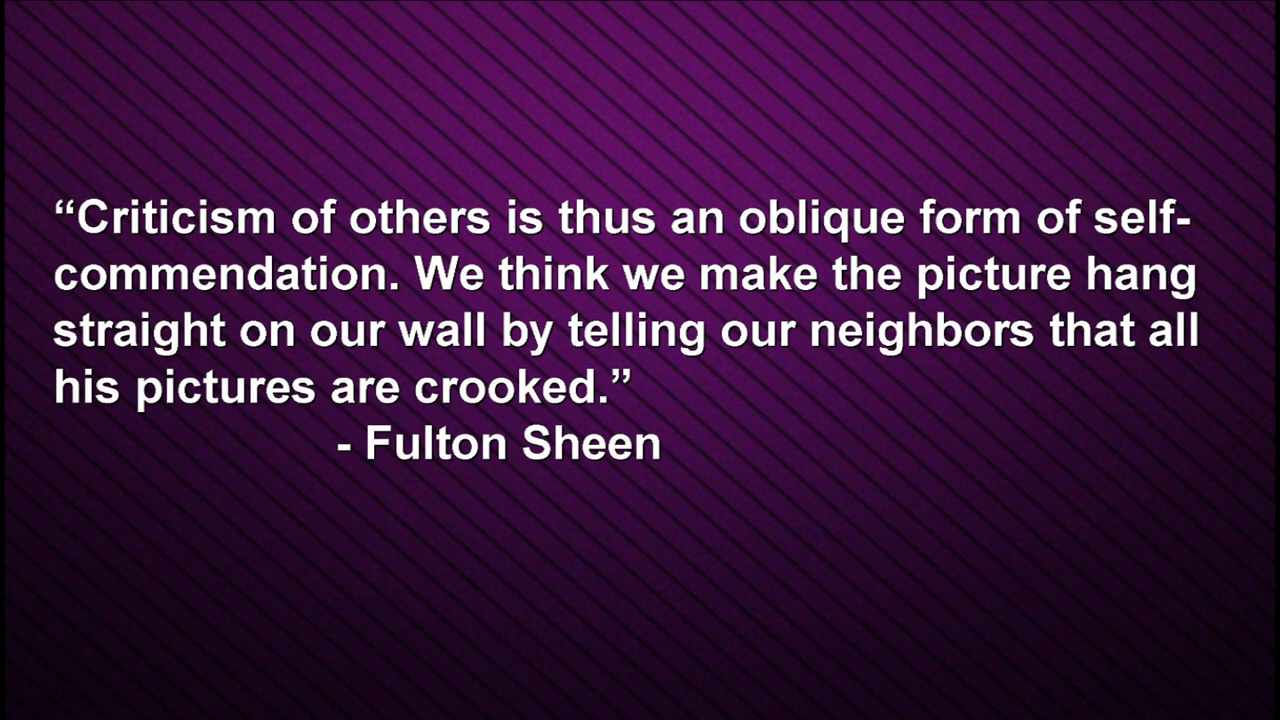 “Criticism of others is thus an oblique form of self-
commendation. We think we make the picture hang
straight on our wall by telling our neighbors that all
his pictures are crooked.”
- Fulton Sheen